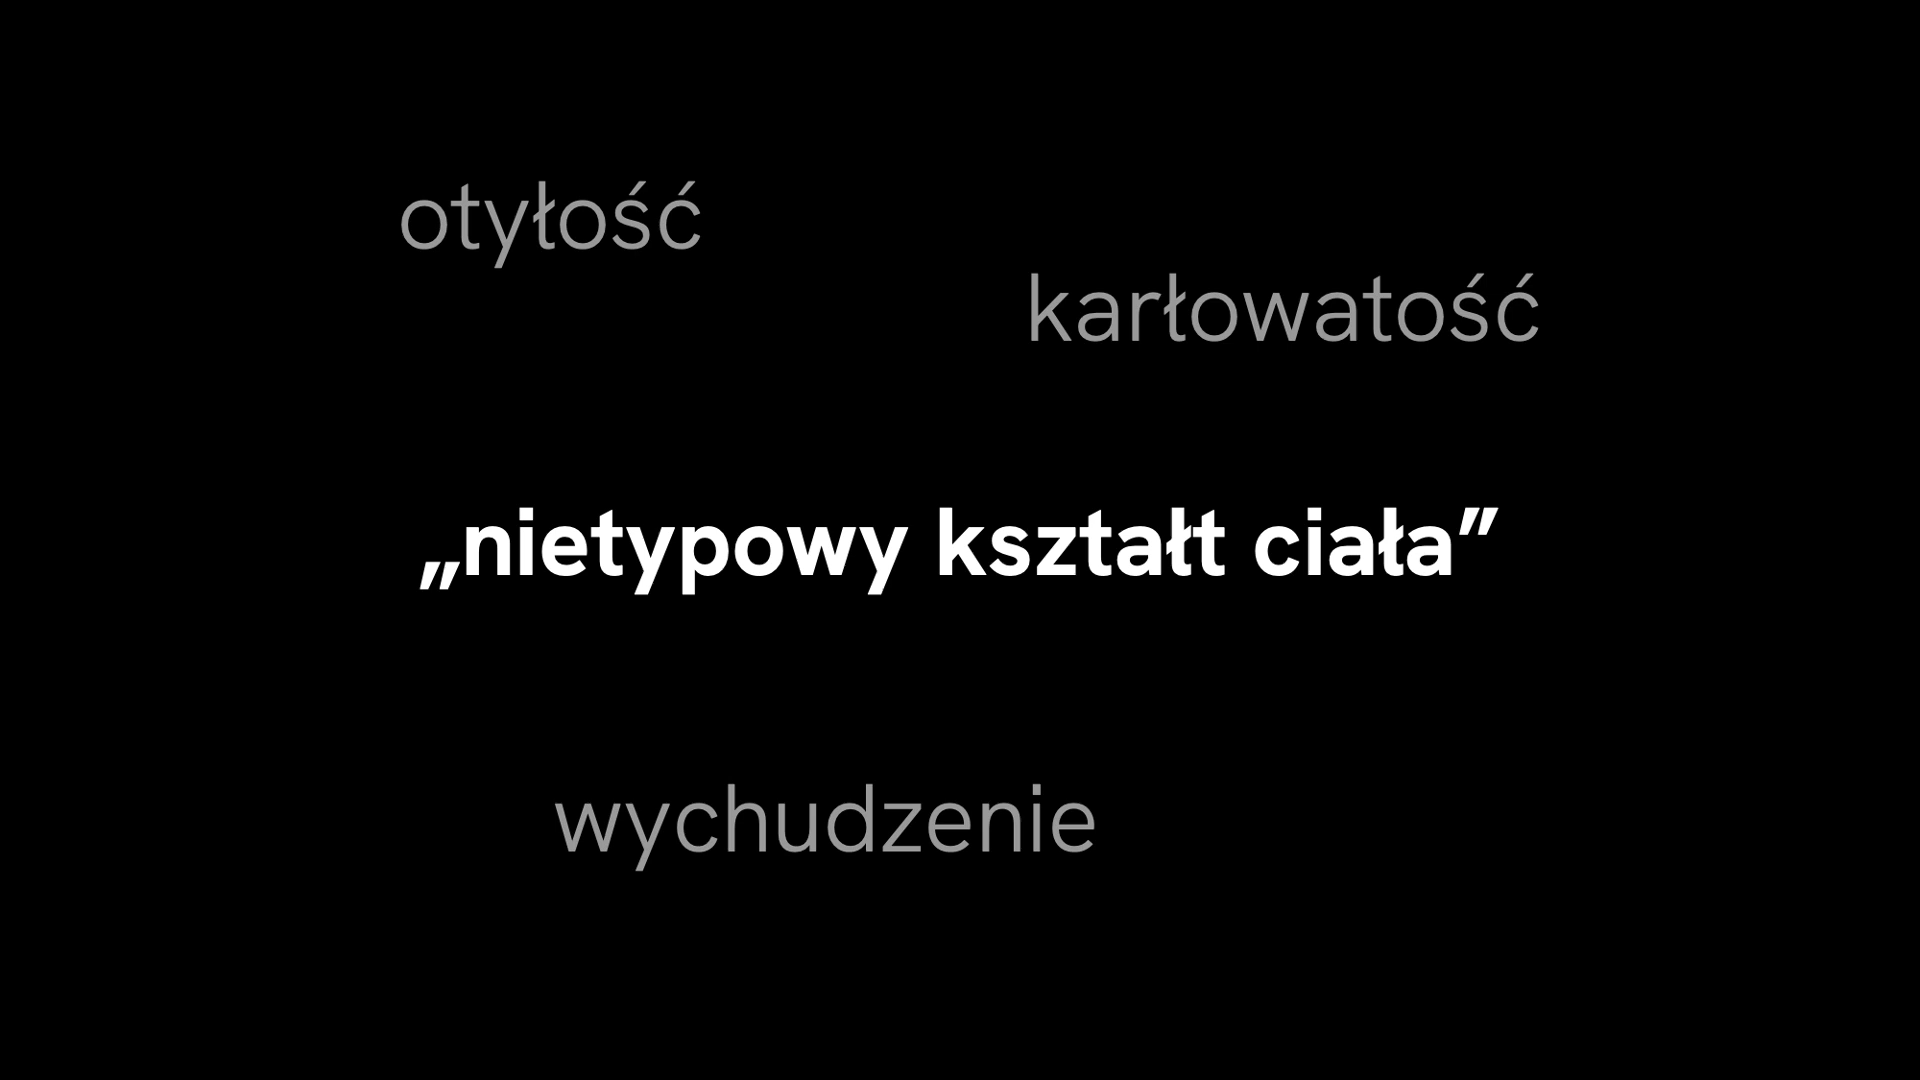 otyłość
karłowatość
„nietypowy kształt ciała”
wychudzenie